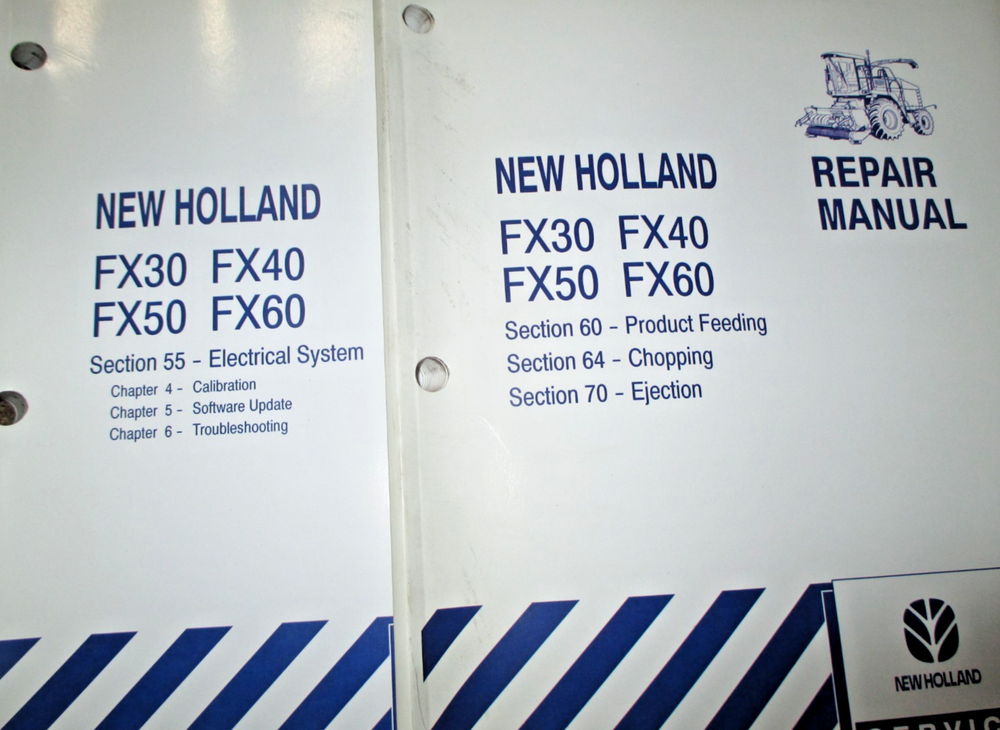 NEW HOLLAND
FX30 FX40
FX50 FX60
Section 55 - Electrical System
Chapter 4 - Calibration
Chapter 5 - Software Update
Chapter 6 - Troubleshooting
REPAIR
MANUAL
NEW HOLLAND
FX30 FX40
FX50 FX60
Section 60 - Product Feeding
Section 64 - Chopping
Section 70 - Ejection
NEW HOLLAND